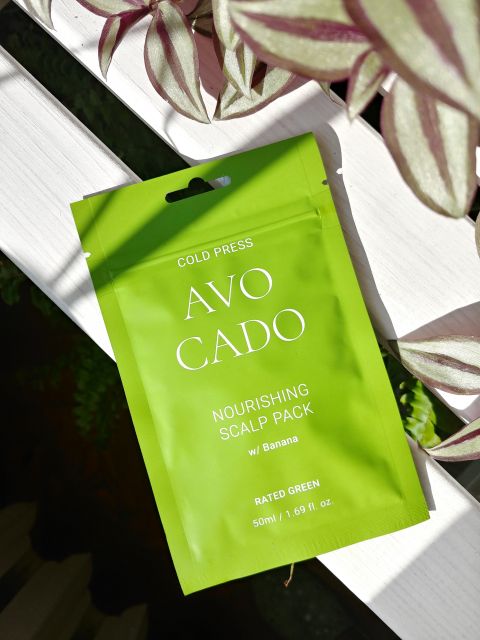 COLD PRESS
AVO
CADO
NOURISHING
SCALP PACK
w/ Banana
RATED GREEN
50ml / 1.69 fl. oz.